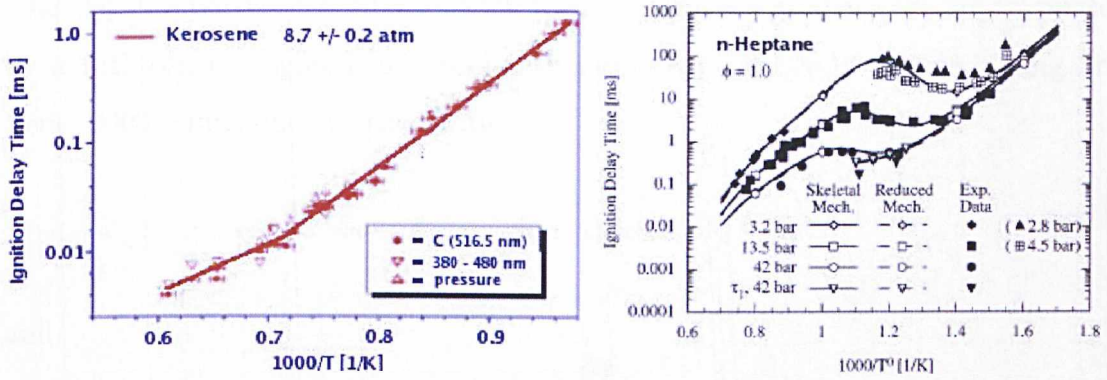 Kerosene 8.7 +/- 0.2 atm
Ignition Delay Time [ms]
1.0
0.1
0.01
C (516.5 nm)
380 - 480 nm
pressure
0.6
0.7
0.8
0.9
1000/T [1/K]
n-Heptane
ϕ = 1.0
Ignition Delay Time [ms]
1000
100
10
1
0.1
0.01
0.001
0.0001
Skeletal Reduced Exp.
Mech. Mech. Data
3.2 bar (▲ 2.8 bar)
13.5 bar (⊞ 4.5 bar)
42 bar
τ₁, 42 bar
0.6 0.8 1 1.2 1.4 1.6 1.8
1000/T⁰ [1/K]